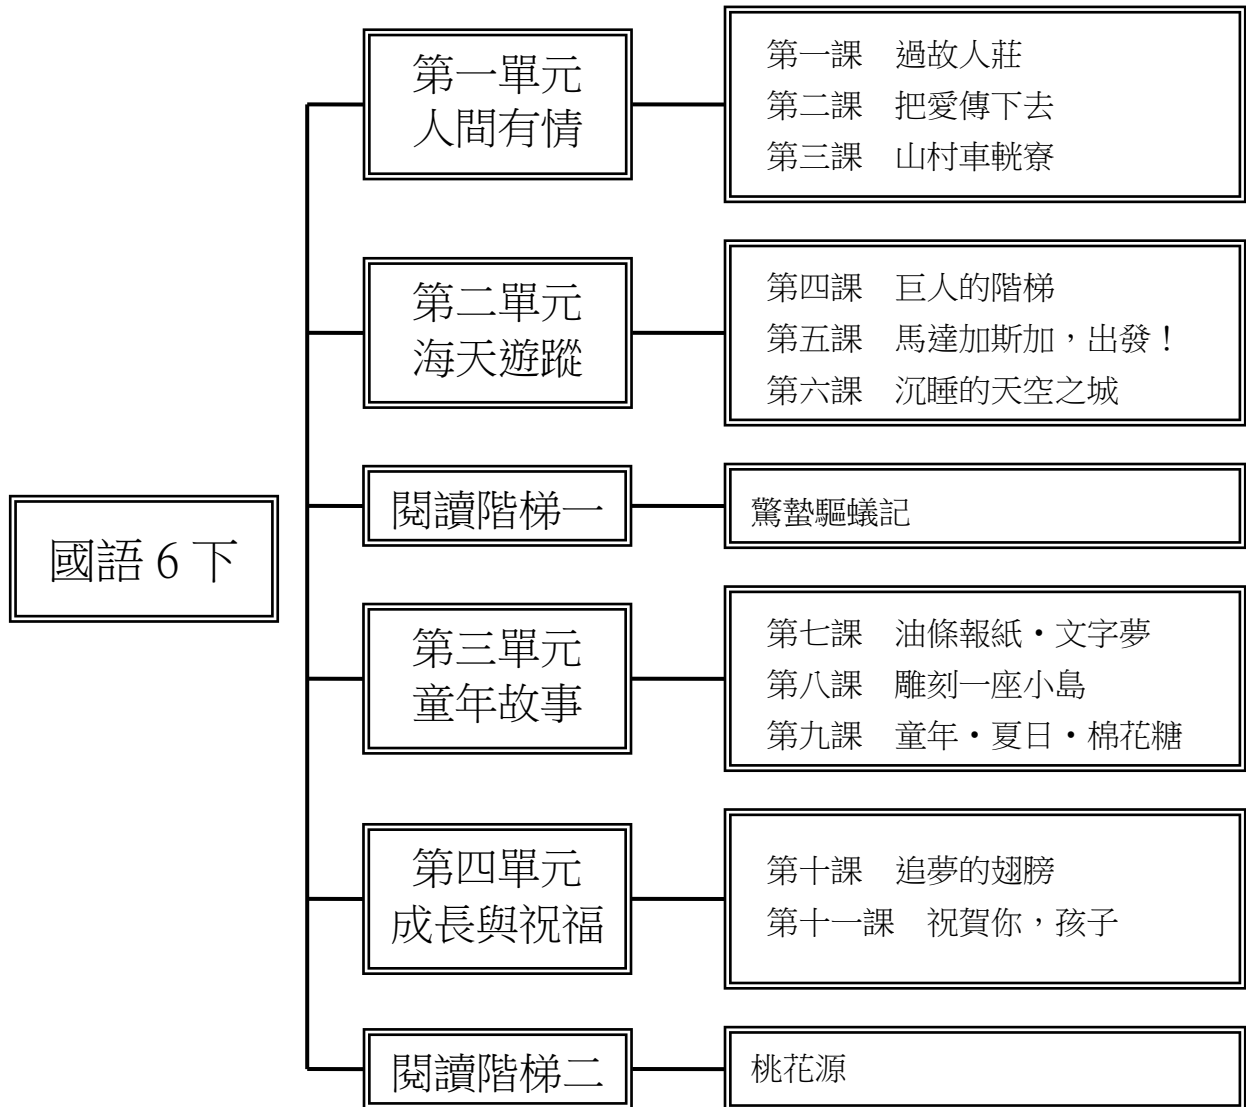 國語 6 下
第一單元
人間有情
第一課　過故人莊
第二課　把愛傳下去
第三課　山村車輄寮
第二單元
海天遊蹤
第四課　巨人的階梯
第五課　馬達加斯加，出發！
第六課　沉睡的天空之城
閱讀階梯一
驚蟄驅蟻記
第三單元
童年故事
第七課　油條報紙‧文字夢
第八課　雕刻一座小島
第九課　童年‧夏日‧棉花糖
第四單元
成長與祝福
第十課　追夢的翅膀
第十一課　祝賀你，孩子
閱讀階梯二
桃花源